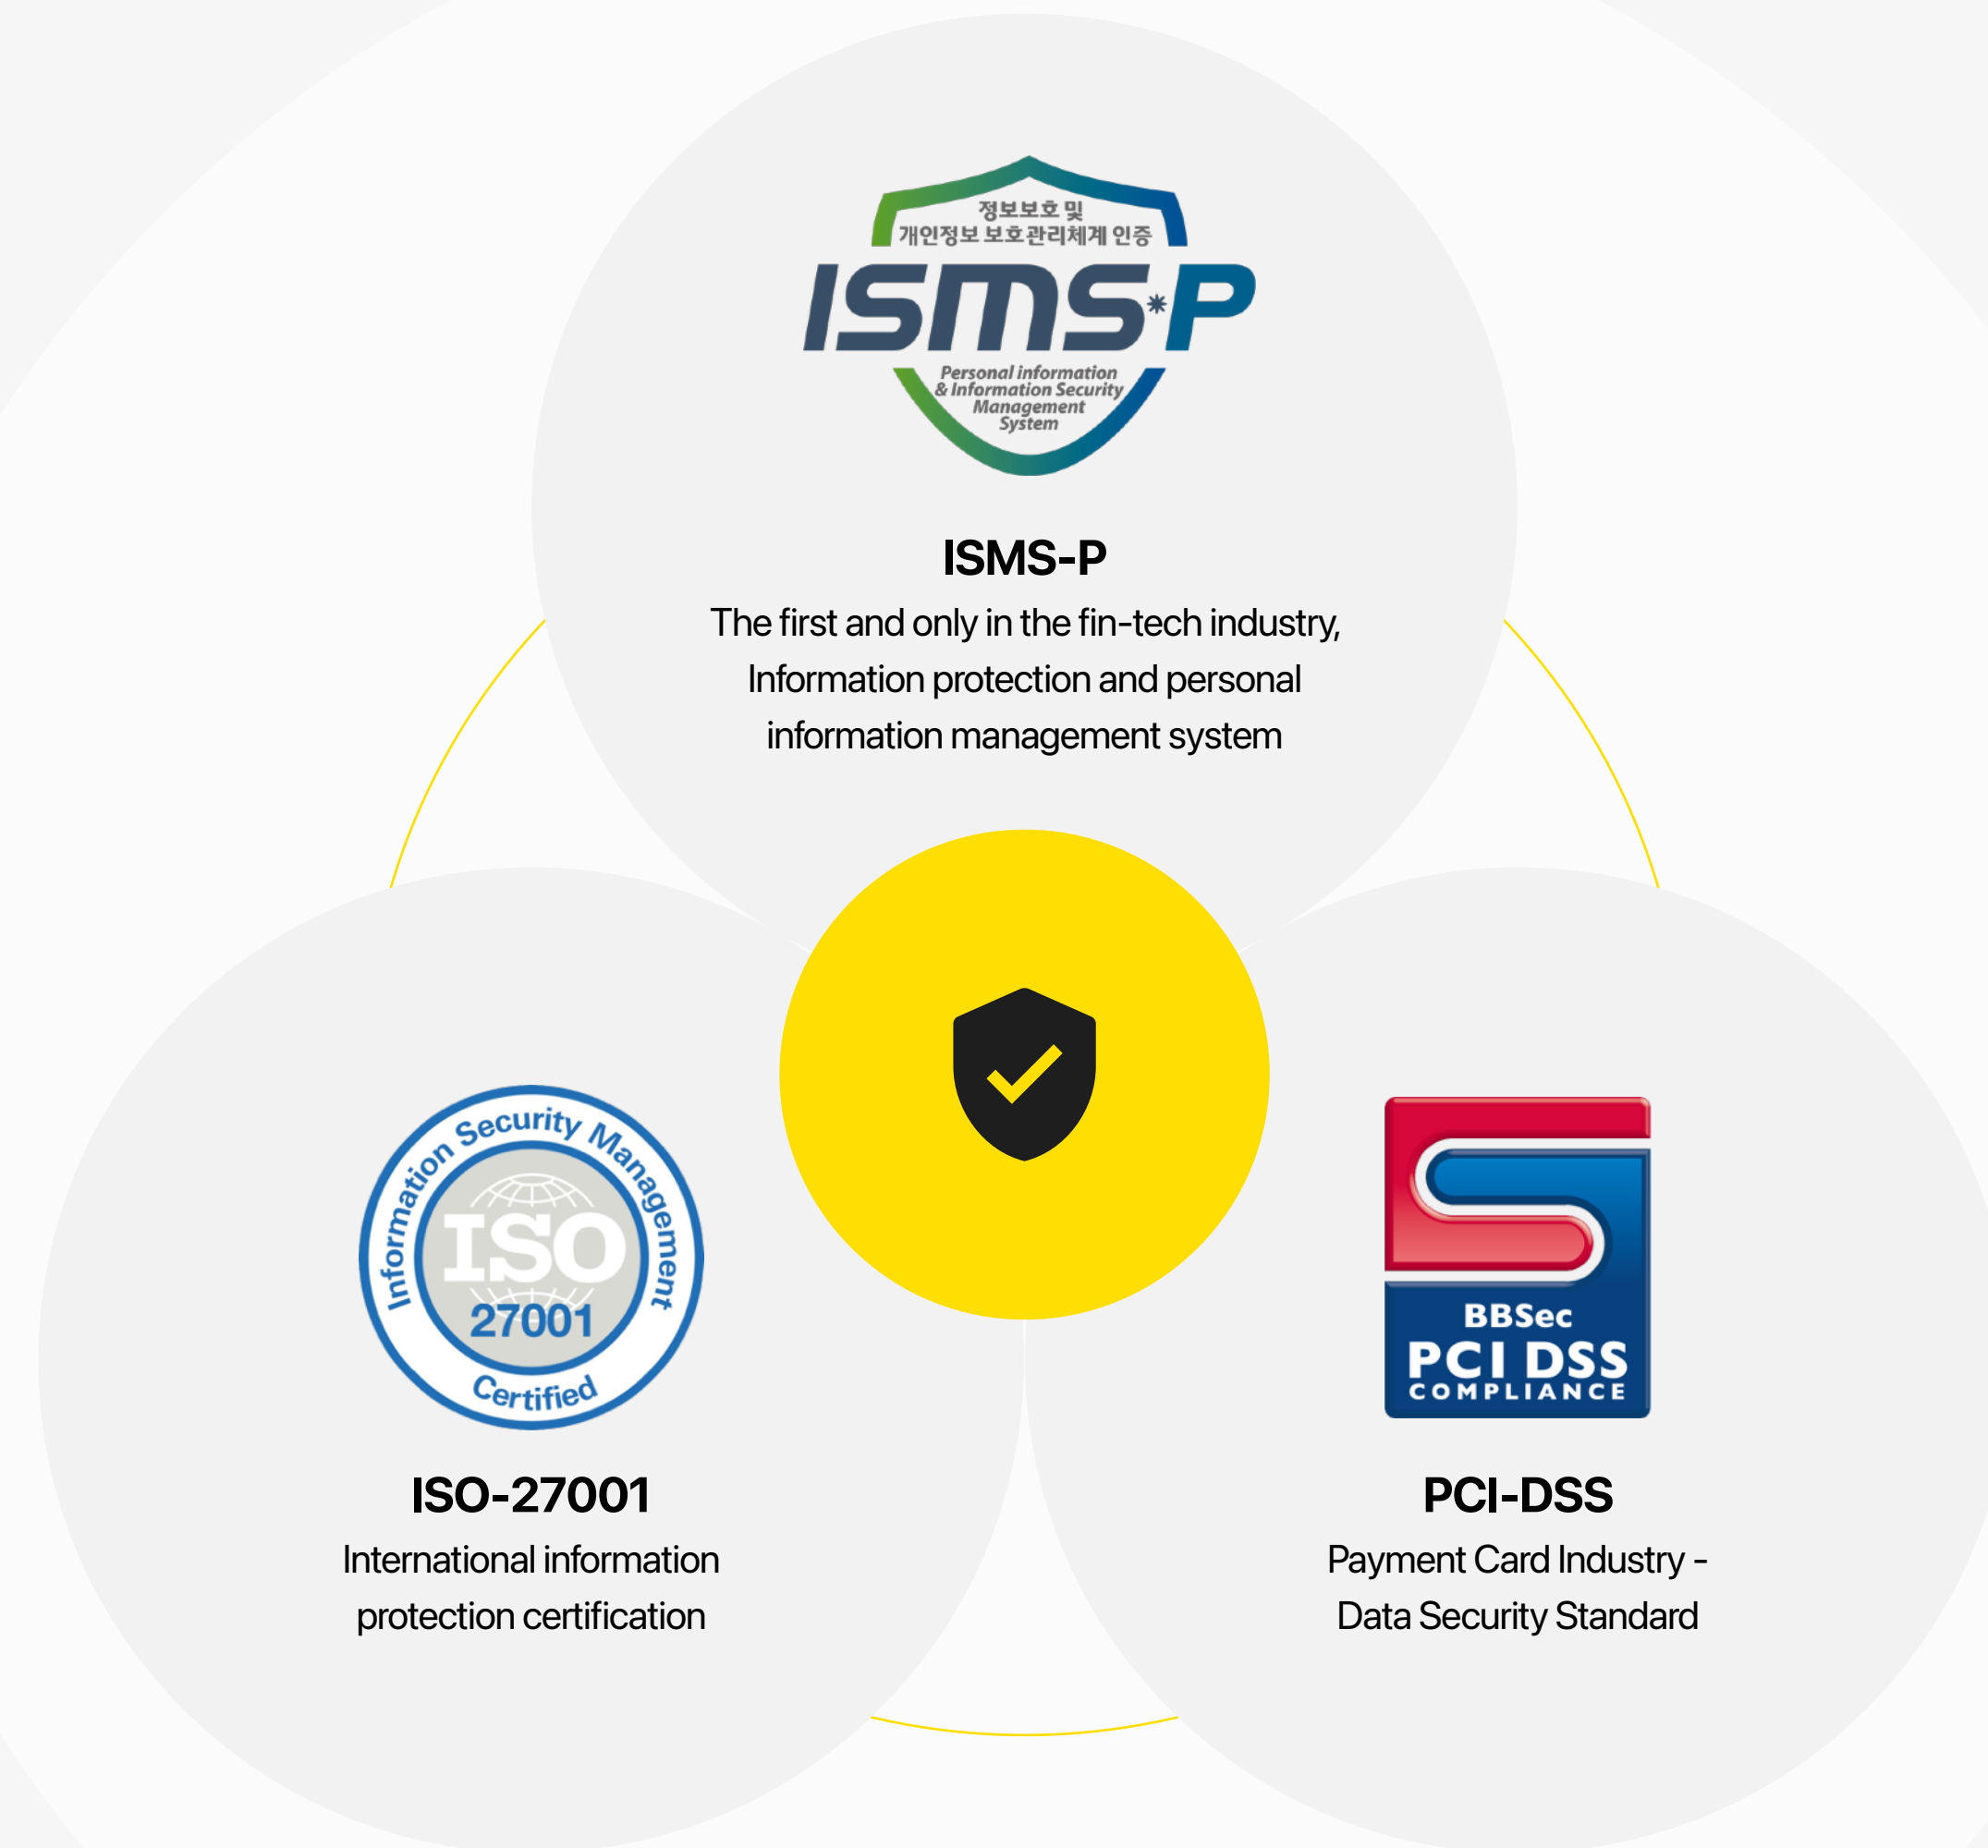 정보보호 및
개인정보 보호관리체계 인증
ISMS*P
Personal information
& Information Security
Management
System
ISMS-P
The first and only in the fin-tech industry,
Information protection and personal
information management system
Information Security Management
ISO
27001
Certified
ISO-27001
International information
protection certification
BBSec
PCI DSS
COMPLIANCE
PCI-DSS
Payment Card Industry -
Data Security Standard